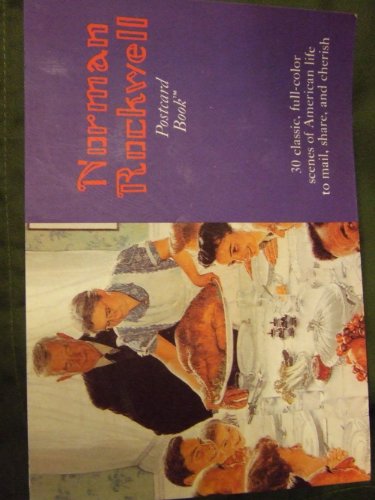 Norman
Rockwell
Postcard
Book™
30 classic, full-color
scenes of American life
to mail, share, and cherish